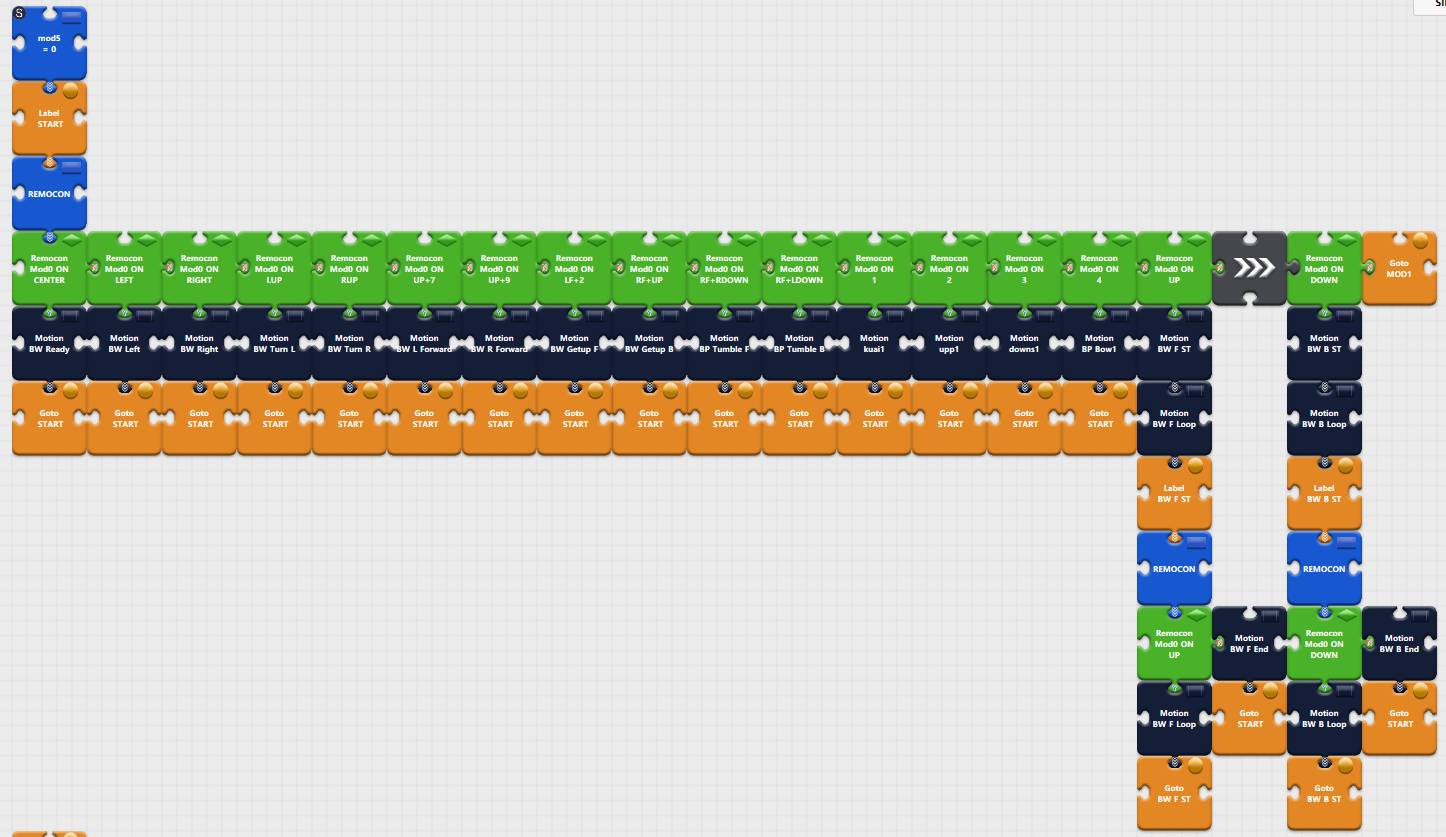 S
mod5
= 0
Label
START
REMOCON
Remocon
Mod0 ON
CENTER
Remocon
Mod0 ON
LEFT
Remocon
Mod0 ON
RIGHT
Remocon
Mod0 ON
LUP
Remocon
Mod0 ON
RUP
Remocon
Mod0 ON
UP+7
Remocon
Mod0 ON
UP+9
Remocon
Mod0 ON
LF+2
Remocon
Mod0 ON
RF+UP
Remocon
Mod0 ON
RF+RDOWN
Remocon
Mod0 ON
RF+LDOWN
Remocon
Mod0 ON
1
Remocon
Mod0 ON
2
Remocon
Mod0 ON
3
Remocon
Mod0 ON
4
Remocon
Mod0 ON
UP
Remocon
Mod0 ON
DOWN
Goto
MOD1
Motion
BW Ready
Motion
BW Left
Motion
BW Right
Motion
BW Turn L
Motion
BW Turn R
Motion
BW L Forward
Motion
BW R Forward
Motion
BW Getup F
Motion
BW Getup B
Motion
BP Tumble F
Motion
BP Tumble B
Motion
kuai1
Motion
upp1
Motion
downs1
Motion
BP Bow1
Motion
BW F ST
Motion
BW B ST
Goto
START
Goto
START
Goto
START
Goto
START
Goto
START
Goto
START
Goto
START
Goto
START
Goto
START
Goto
START
Goto
START
Goto
START
Goto
START
Goto
START
Goto
START
Motion
BW F Loop
Motion
BW B Loop
Label
BW F ST
Label
BW B ST
REMOCON
REMOCON
Remocon
Mod0 ON
UP
Motion
BW F End
Remocon
Mod0 ON
DOWN
Motion
BW B End
Motion
BW F Loop
Goto
START
Motion
BW B Loop
Goto
START
Goto
BW F ST
Goto
BW B ST